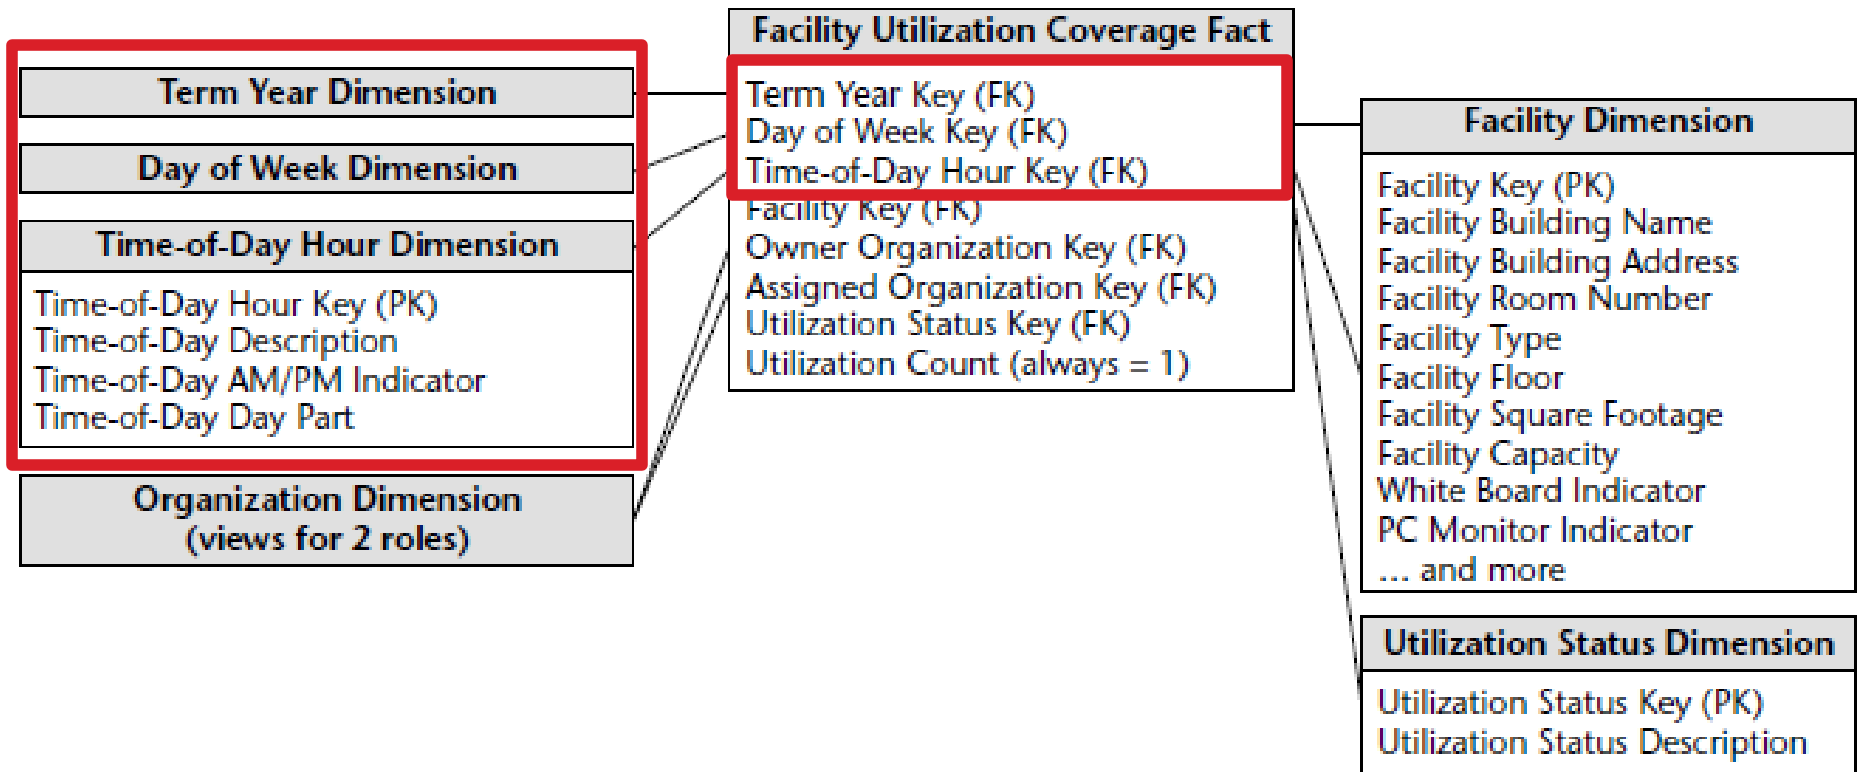 Term Year Dimension
Day of Week Dimension
Time-of-Day Hour Dimension
Time-of-Day Hour Key (PK)
Time-of-Day Description
Time-of-Day AM/PM Indicator
Time-of-Day Day Part
Organization Dimension
(views for 2 roles)
Facility Utilization Coverage Fact
Term Year Key (FK)
Day of Week Key (FK)
Time-of-Day Hour Key (FK)
Facility Key (FK)
Owner Organization Key (FK)
Assigned Organization Key (FK)
Utilization Status Key (FK)
Utilization Count (always = 1)
Facility Dimension
Facility Key (PK)
Facility Building Name
Facility Building Address
Facility Room Number
Facility Type
Facility Floor
Facility Square Footage
Facility Capacity
White Board Indicator
PC Monitor Indicator
... and more
Utilization Status Dimension
Utilization Status Key (PK)
Utilization Status Description